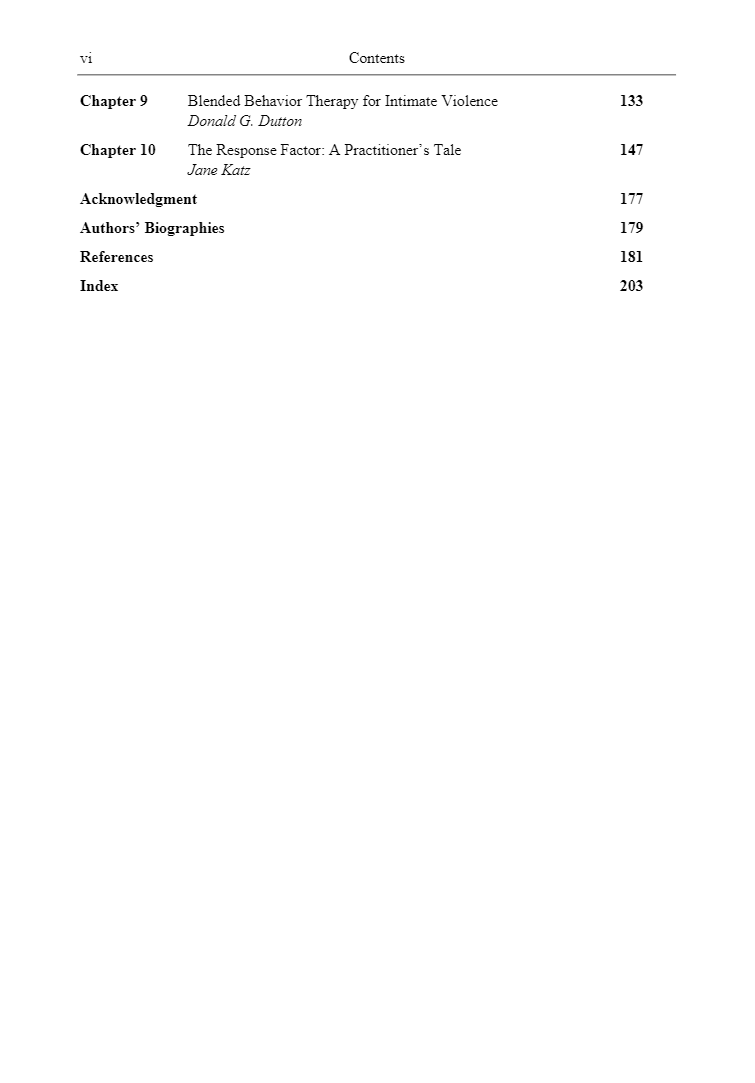 vi Contents
Chapter 9 Blended Behavior Therapy for Intimate Violence 133
Donald G. Dutton
Chapter 10 The Response Factor: A Practitioner’s Tale 147
Jane Katz
Acknowledgment 177
Authors’ Biographies 179
References 181
Index 203